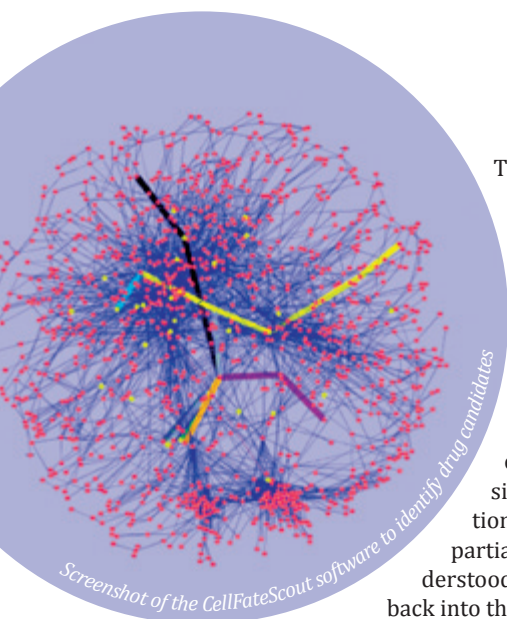 T
Screenshot of the CellFateScout software to identify drug candidates
si
tion
partia
derstood
back into th